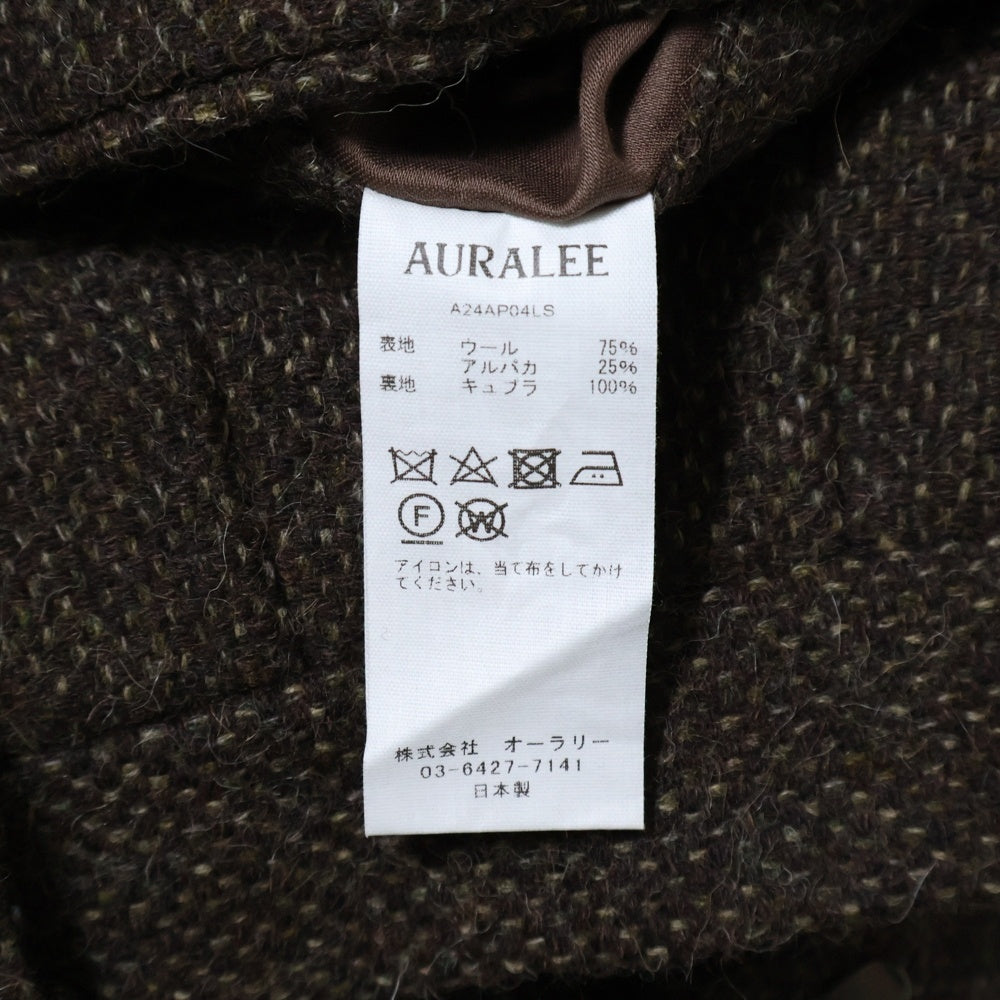 AURALEE
A24AP04LS
表地 ウール 75%
アルパカ 25%
裏地 キュプラ 100%
F W
アイコンは、当て布をしてかけ
てください。
株式会社 オーラリー
03-6427-7141
日本製